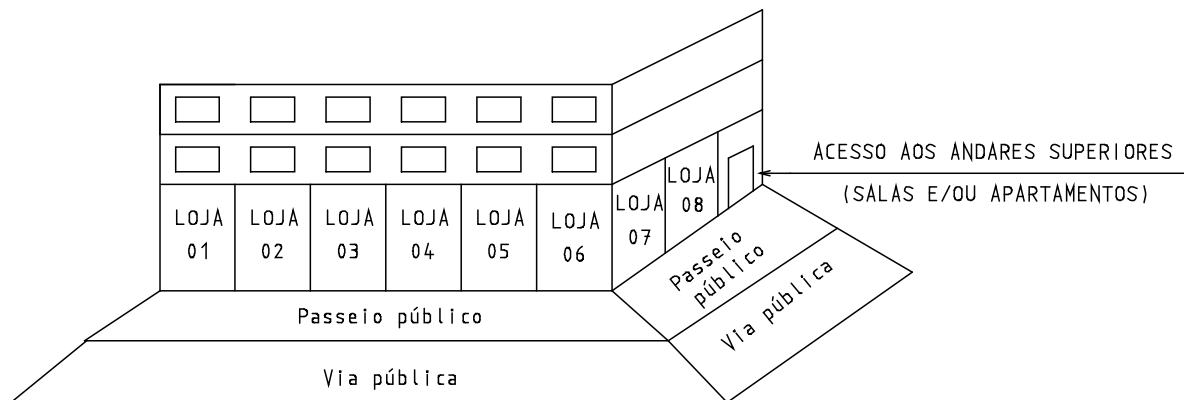 LOJA
01
LOJA
02
LOJA
03
LOJA
04
LOJA
05
LOJA
06
LOJA
07
LOJA
08
ACESSO AOS ANDARES SUPERIORES
(SALAS E/OU APARTAMENTOS)
Passeio público
Via pública
Passeio
público
Via pública